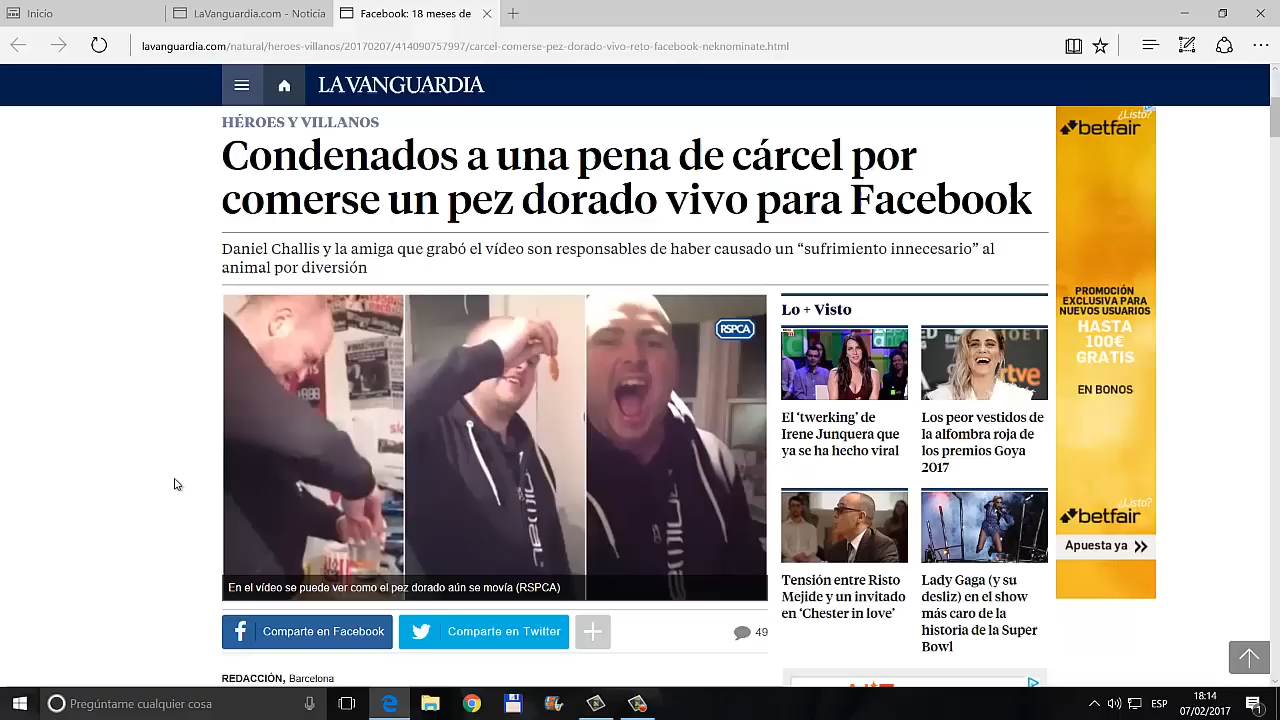 Inicio
LaVanguardia.com - Noticia
Facebook: 18 meses de
lavanguardia.com/natural/heroes-villanos/20170207/414090757997/carcel-comerse-pez-dorado-vivo-reto-facebook-neknominate.html
LA VANGUARDIA
HÉROES Y VILLANOS
Condenados a una pena de cárcel por
comerse un pez dorado vivo para Facebook
Daniel Challis y la amiga que grabó el vídeo son responsables de haber causado un “sufrimiento innecesario” al
animal por diversión
RSPCA
En el vídeo se puede ver como el pez dorado aún se movía (RSPCA)
Comparte en Facebook
Comparte en Twitter
49
REDACCIÓN, Barcelona
Lo + Visto
rtve
El ‘twerking’ de
Irene Junquera que
ya se ha hecho viral
Los peor vestidos de
la alfombra roja de
los premios Goya
2017
Tensión entre Risto
Mejide y un invitado
en ‘Chester in love’
Lady Gaga (y su
desliz) en el show
más caro de la
historia de la Super
Bowl
¿Listo?
betfair
PROMOCIÓN
EXCLUSIVA PARA
NUEVOS USUARIOS
HASTA
100€
GRATIS
EN BONOS
¿Listo?
betfair
Apuesta ya
Pregúntame cualquier cosa
ESP
18:14
07/02/2017
1